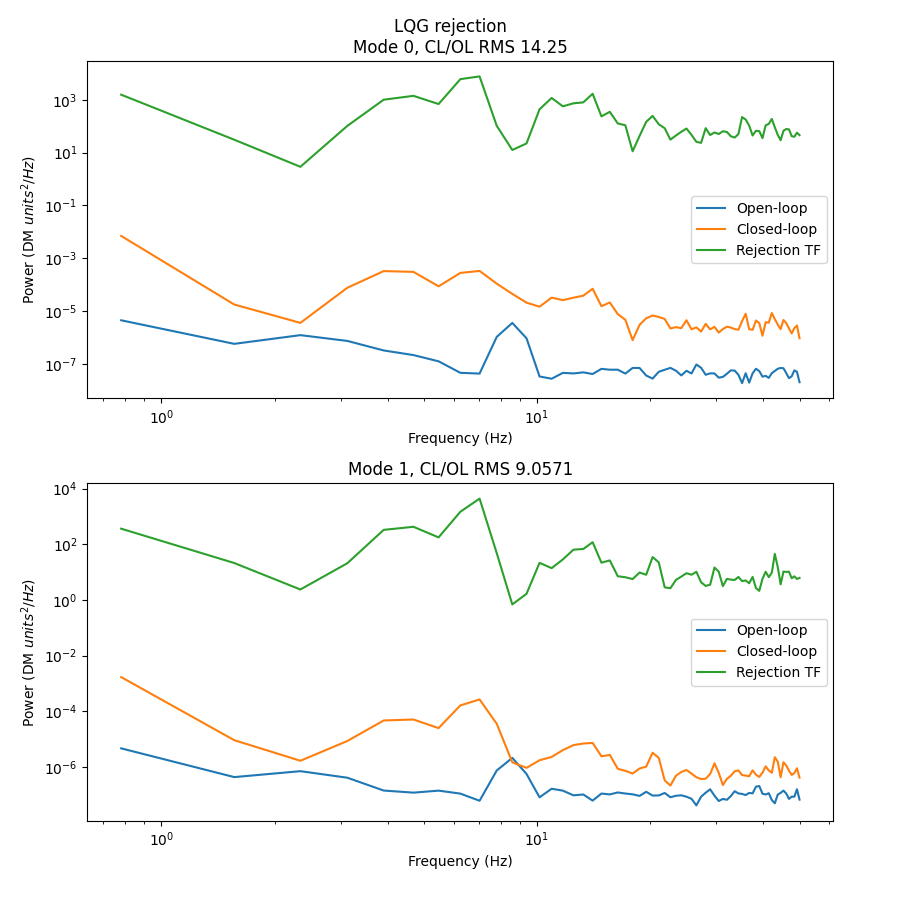 LQG rejection
Mode 0, CL/OL RMS 14.25
10³
10¹
10⁻¹
10⁻³
10⁻⁵
10⁻⁷
Power (DM units²/Hz)
Open-loop
Closed-loop
Rejection TF
10⁰
10¹
Frequency (Hz)
Mode 1, CL/OL RMS 9.0571
10⁴
10²
10⁰
10⁻²
10⁻⁴
10⁻⁶
Power (DM units²/Hz)
Open-loop
Closed-loop
Rejection TF
10⁰
10¹
Frequency (Hz)